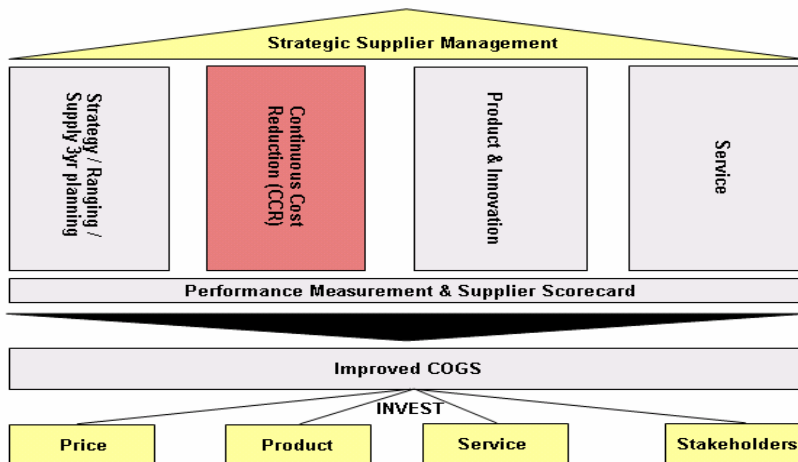 Strategic Supplier Management
Strategy / Ranging /
Supply 3yr planning
Continuous Cost
Reduction (CCR)
Product & Innovation
Service
Performance Measurement & Supplier Scorecard
Improved COGS
INVEST
Price
Product
Service
Stakeholders